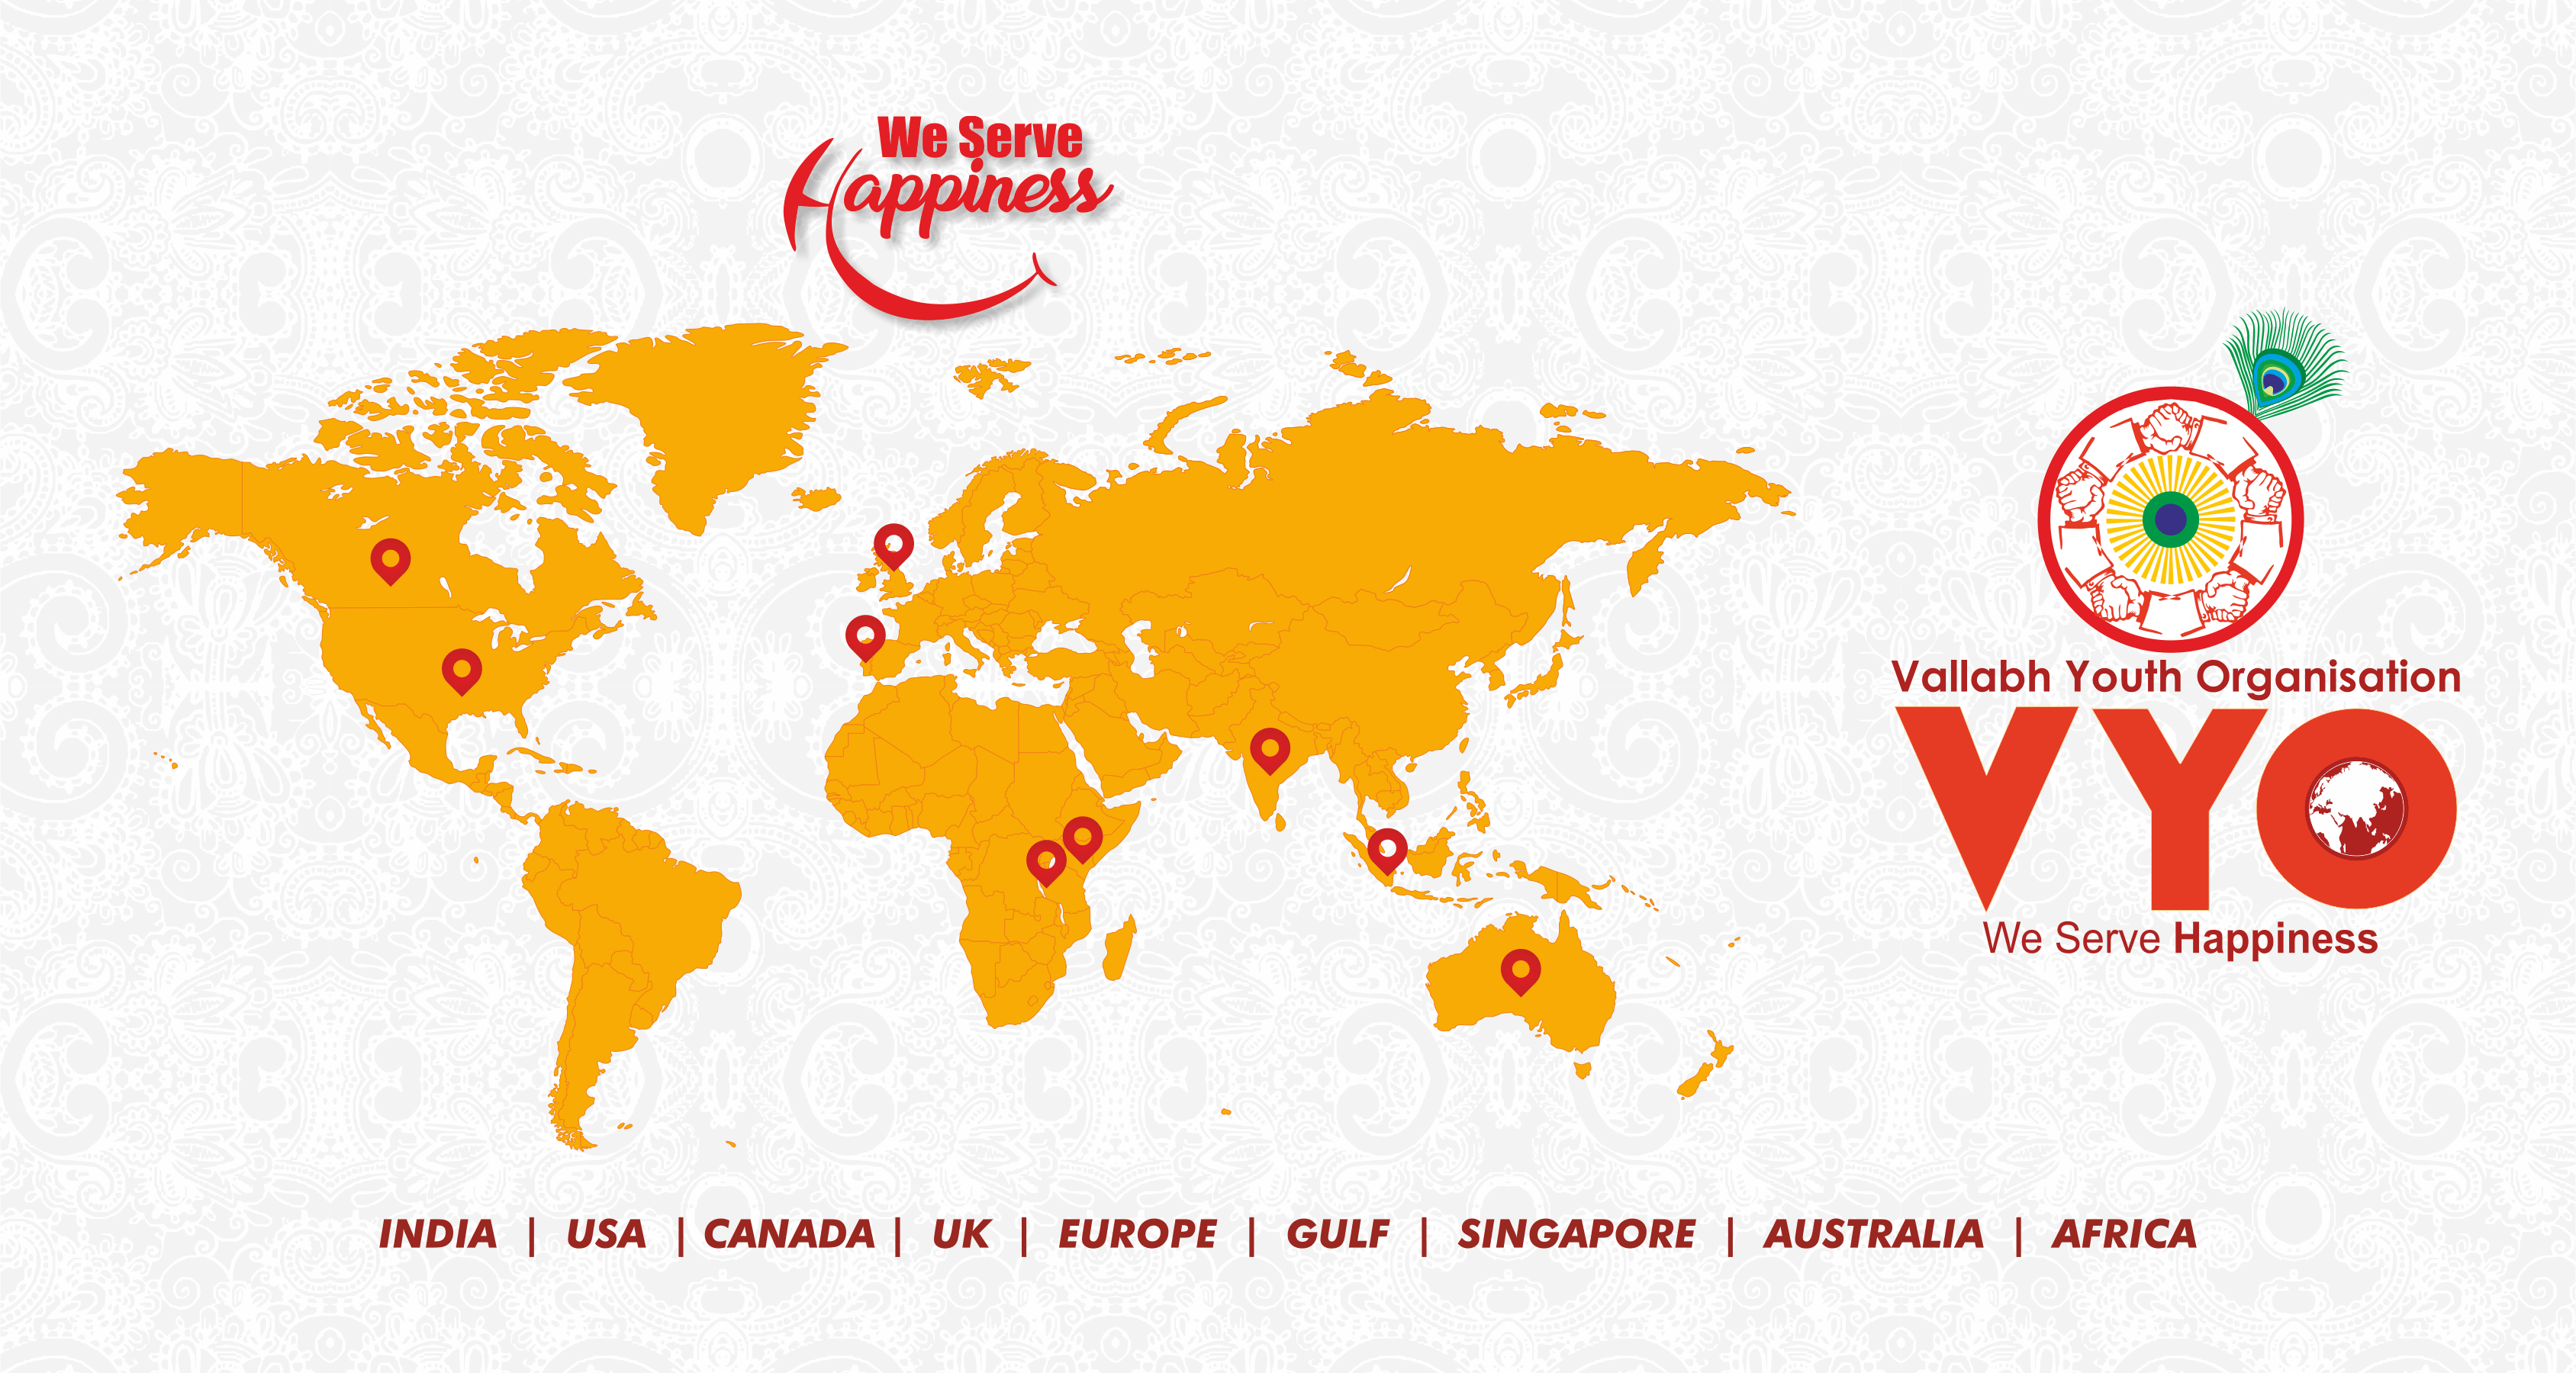 We Serve
Happiness
Vallabh Youth Organisation
VYO
We Serve Happiness
INDIA | USA | CANADA | UK | EUROPE | GULF | SINGAPORE | AUSTRALIA | AFRICA